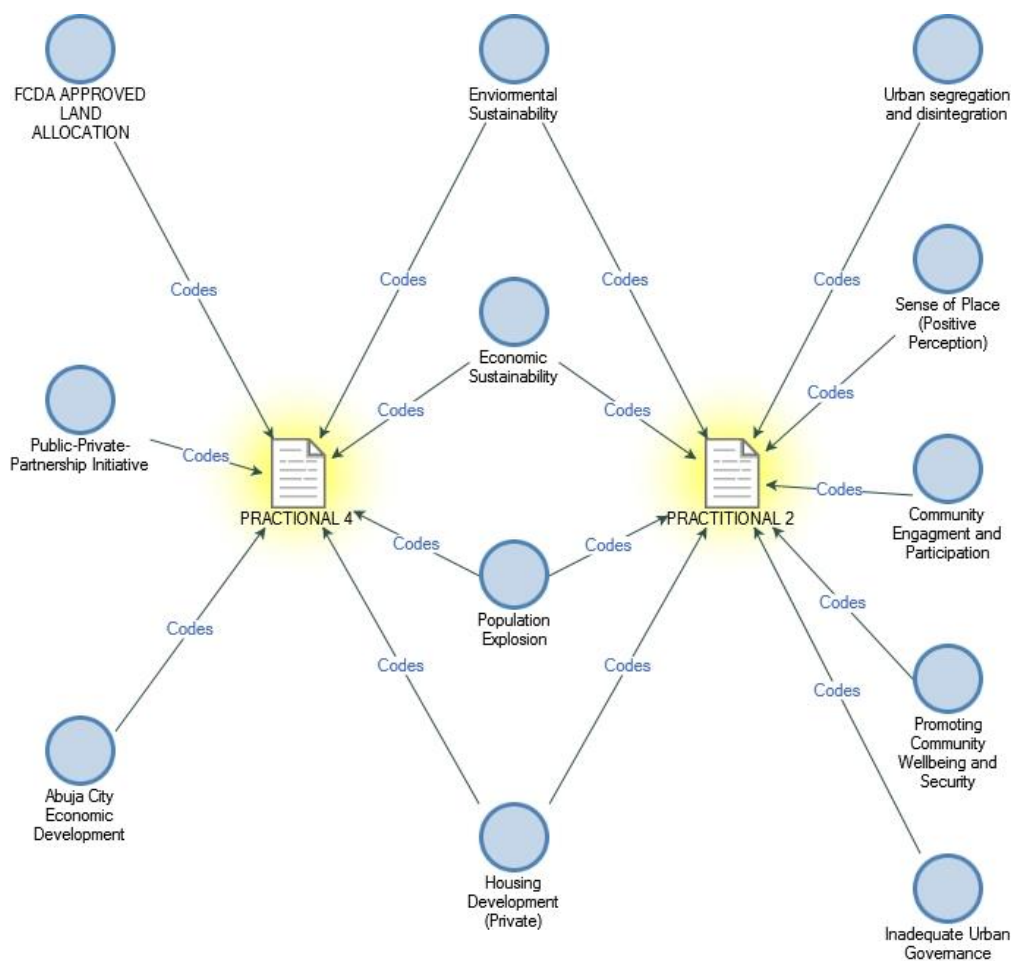 FCDA APPROVED
LAND
ALLOCATION
Enviormental
Sustainability
Urban segregation
and disintegration
Codes
Codes
Codes
Codes
Sense of Place
(Positive
Perception)
Economic
Sustainability
Codes
Codes
Codes
Public-Private-
Partnership Initiative
Codes
PRACTIONAL 4
PRACTITIONAL 2
Codes
Community
Engagment and
Participation
Codes
Codes
Population
Explosion
Codes
Codes
Codes
Codes
Codes
Promoting
Community
Wellbeing and
Security
Abuja City
Economic
Development
Housing
Development
(Private)
Inadequate Urban
Governance